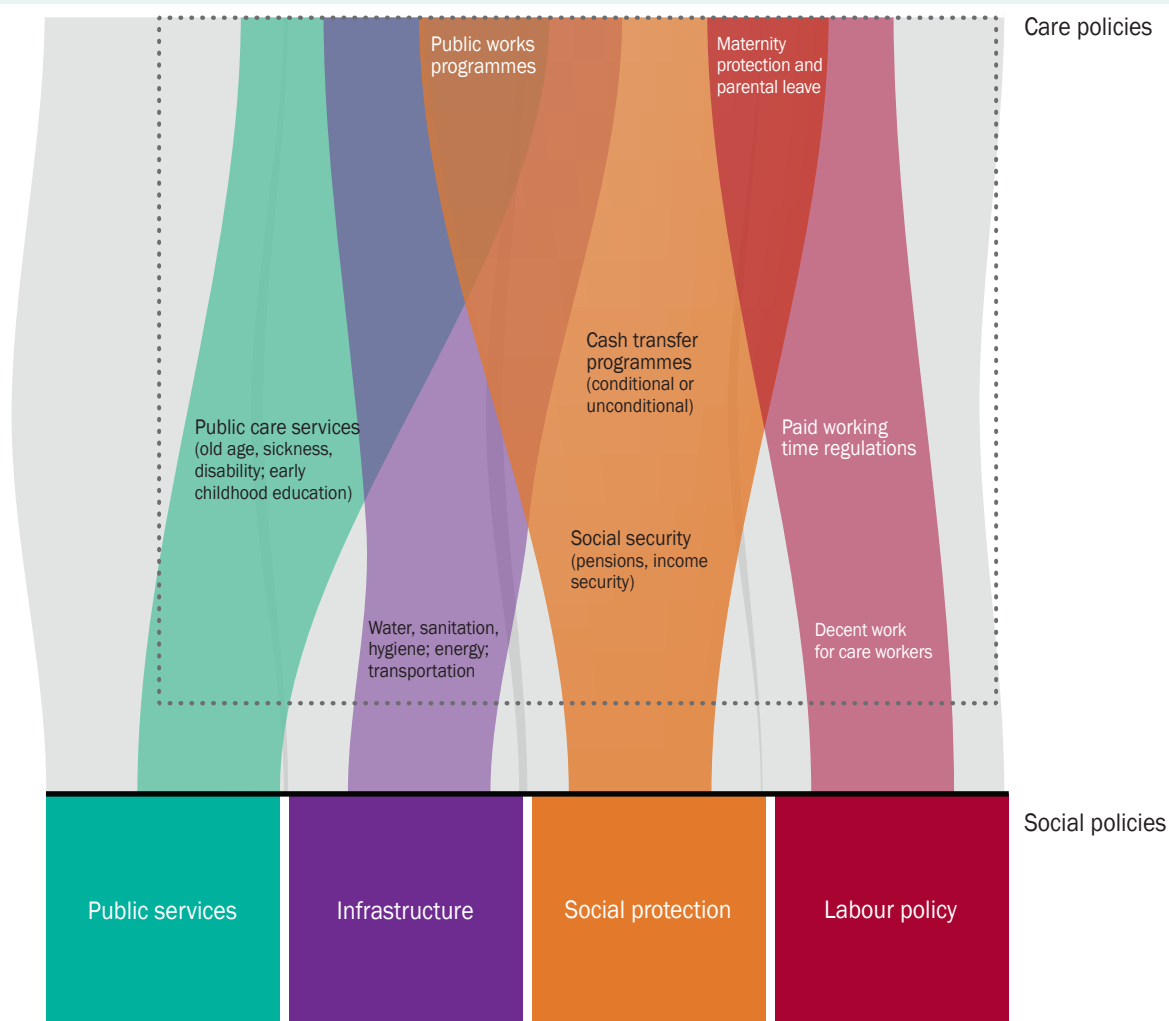 Care policies
Public works
programmes
Maternity
protection and
parental leave
Cash transfer
programmes
(conditional or
unconditional)
Public care services
(old age, sickness,
disability; early
childhood education)
Paid working
time regulations
Social security
(pensions, income
security)
Water, sanitation,
hygiene; energy;
transportation
Decent work
for care workers
Social policies
Public services
Infrastructure
Social protection
Labour policy